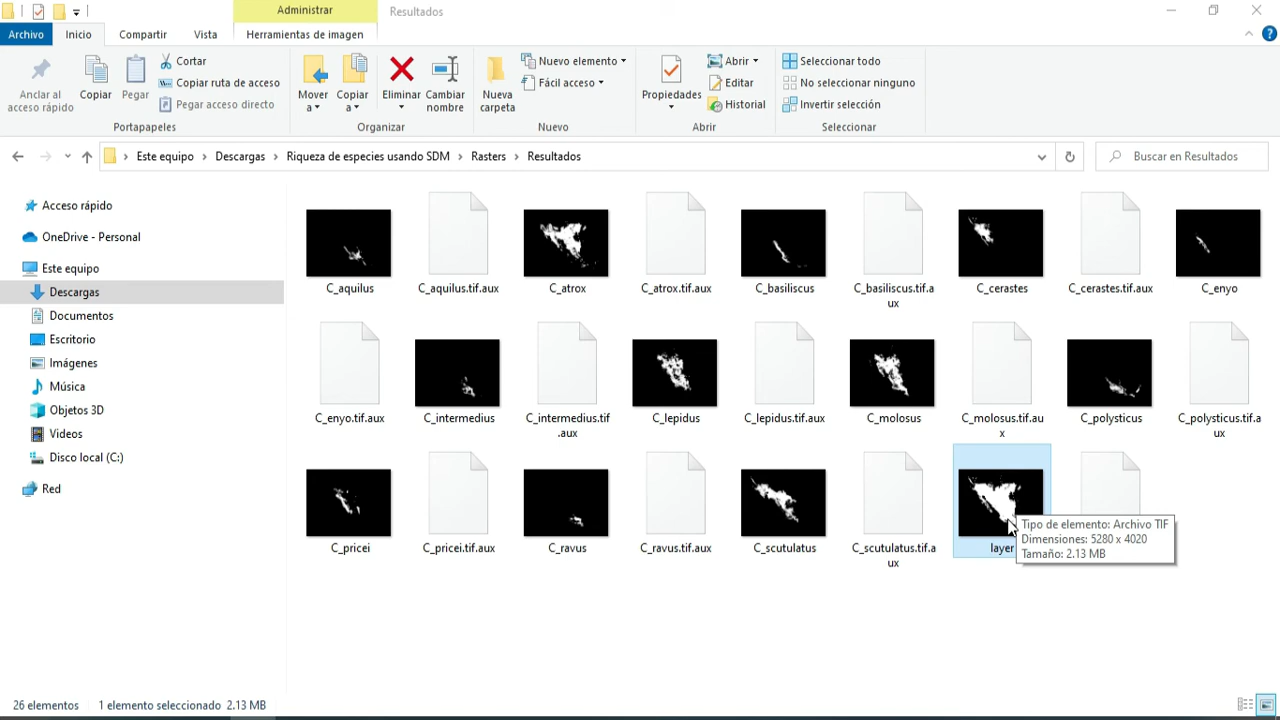 Administrar
Resultados
Archivo
Inicio
Compartir
Vista
Herramientas de imagen
Anclar al
acceso rápido
Copiar
Pegar
Cortar
Copiar ruta de acceso
Pegar acceso directo
Portapapeles
Mover
a
Copiar
a
Eliminar
Cambiar
nombre
Organizar
Nueva
carpeta
Nuevo elemento
Fácil acceso
Nuevo
Propiedades
Abrir
Editar
Historial
Abrir
Seleccionar todo
No seleccionar ninguno
Invertir selección
Seleccionar
Este equipo
Descargas
Riqueza de especies usando SDM
Rasters
Resultados
Buscar en Resultados
Acceso rápido
OneDrive - Personal
Este equipo
Descargas
Documentos
Escritorio
Imágenes
Música
Objetos 3D
Videos
Disco local (C:)
Red
C_aquilus
C_aquilus.tif.aux
C_atrox
C_atrox.tif.aux
C_basiliscus
C_basiliscus.tif.a
ux
C_cerastes
C_cerastes.tif.aux
C_enyo
C_enyo.tif.aux
C_intermedius
C_intermedius.tif
.aux
C_lepidus
C_lepidus.tif.aux
C_molosus
C_molosus.tif.au
x
C_polysticus
C_polysticus.tif.a
ux
C_pricei
C_pricei.tif.aux
C_ravus
C_ravus.tif.aux
C_scutulatus
C_scutulatus.tif.a
ux
layer
Tipo de elemento: Archivo TIF
Dimensiones: 5280 x 4020
Tamaño: 2.13 MB
26 elementos
1 elemento seleccionado
2.13 MB